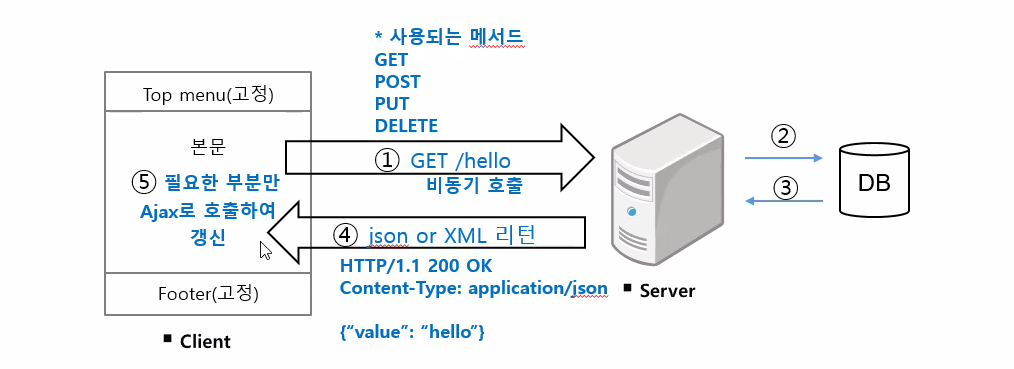 * 사용되는 메서드
GET
POST
PUT
DELETE
Top menu(고정)
본문
⑤ 필요한 부분만
Ajax로 호출하여
갱신
Footer(고정)
▪ Client
① GET /hello
비동기 호출
④ json or XML 리턴
HTTP/1.1 200 OK
Content-Type: application/json
{“value”: “hello”}
▪ Server
②
③
DB